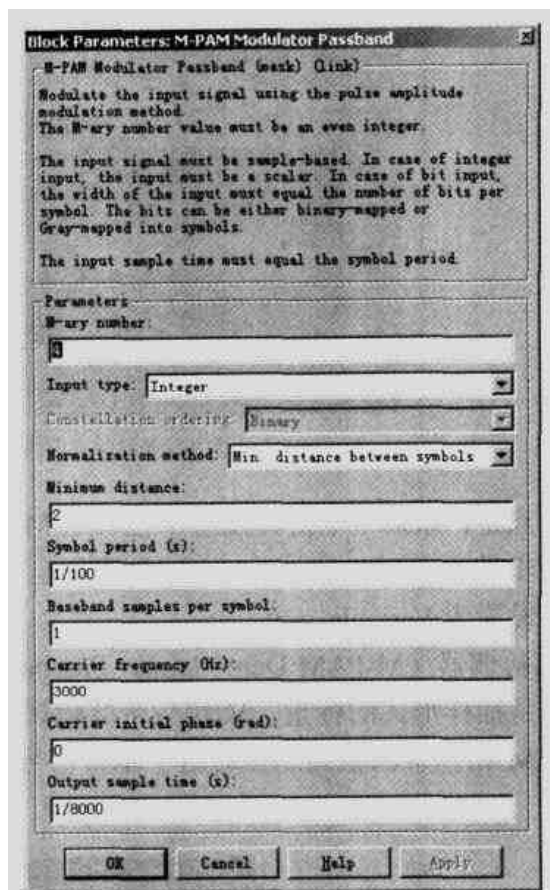 Block Parameters: M-PAM Modulator Passband
M-PAM Modulator Passband (mask) (link)
Modulate the input signal using the pulse amplitude
modulation method.
The M-ary number value must be an even integer.
The input signal must be sample-based. In case of integer
input, the input must be a scalar. In case of bit input,
the width of the input must equal the number of bits per
symbol. The bits can be either binary-mapped or
Gray-mapped into symbols.
The input sample time must equal the symbol period.
Parameters
M-ary number:
4
Input type: Integer
Constellation ordering: Binary
Normalization method: Min. distance between symbols
Minimum distance:
2
Symbol period (s):
1/100
Baseband samples per symbol:
1
Carrier frequency (Hz):
3000
Carrier initial phase (rad):
0
Output sample time (s):
1/8000
OK Cancel Help Apply